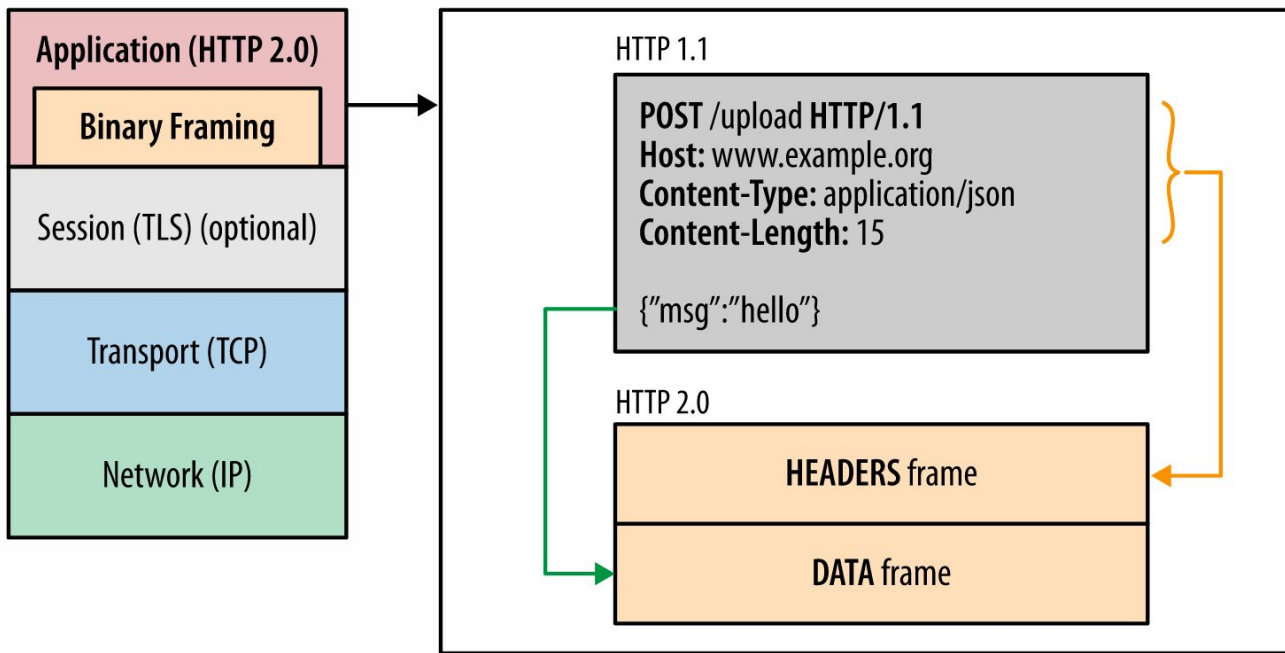 Application (HTTP 2.0)
Binary Framing
Session (TLS) (optional)
Transport (TCP)
Network (IP)
HTTP 1.1
POST /upload HTTP/1.1
Host: www.example.org
Content-Type: application/json
Content-Length: 15
{”msg”:”hello”}
HTTP 2.0
HEADERS frame
DATA frame